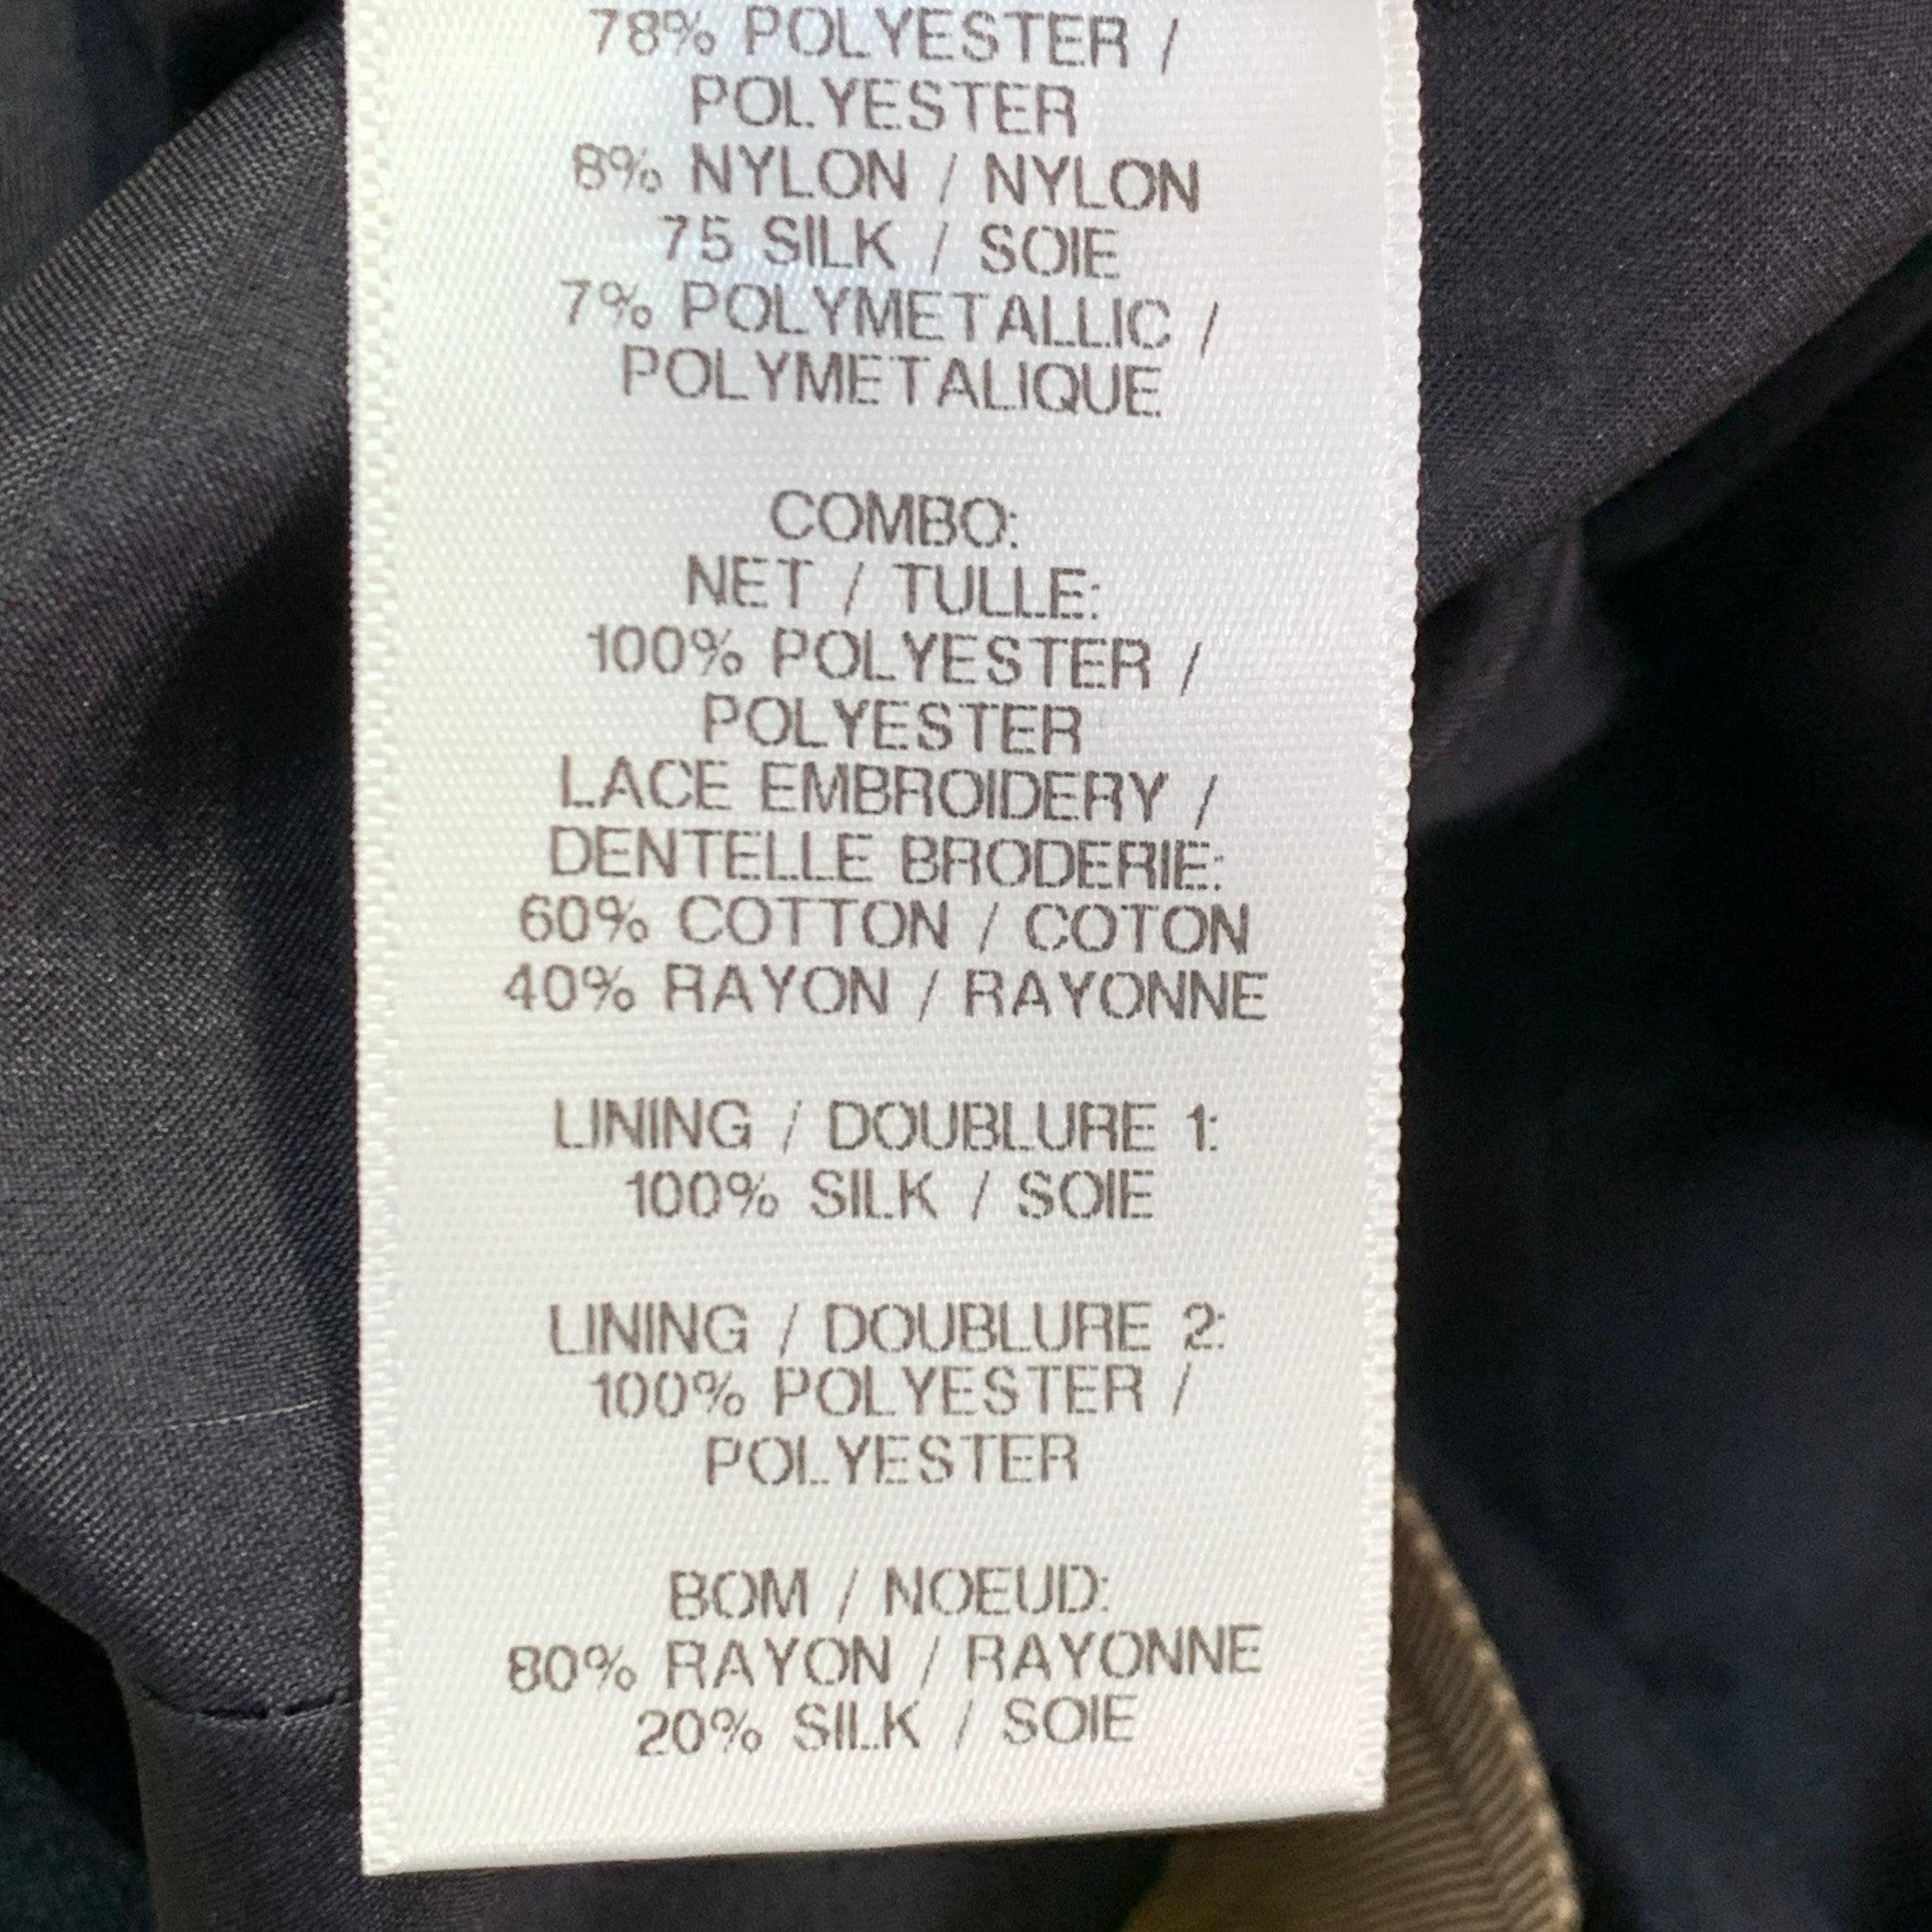 78% POLYESTER /
POLYESTER
8% NYLON / NYLON
75 SILK / SOIE
7% POLYMETALLIC /
POLYMETALIQUE
COMBO:
NET / TULLE:
100% POLYESTER /
POLYESTER
LACE EMBROIDERY /
DENTELLE BRODERIE:
60% COTTON / COTON
40% RAYON / RAYONNE
LINING / DOUBLURE 1:
100% SILK / SOIE
LINING / DOUBLURE 2:
100% POLYESTER /
POLYESTER
BOM / NOEUD:
80% RAYON / RAYONNE
20% SILK / SOIE